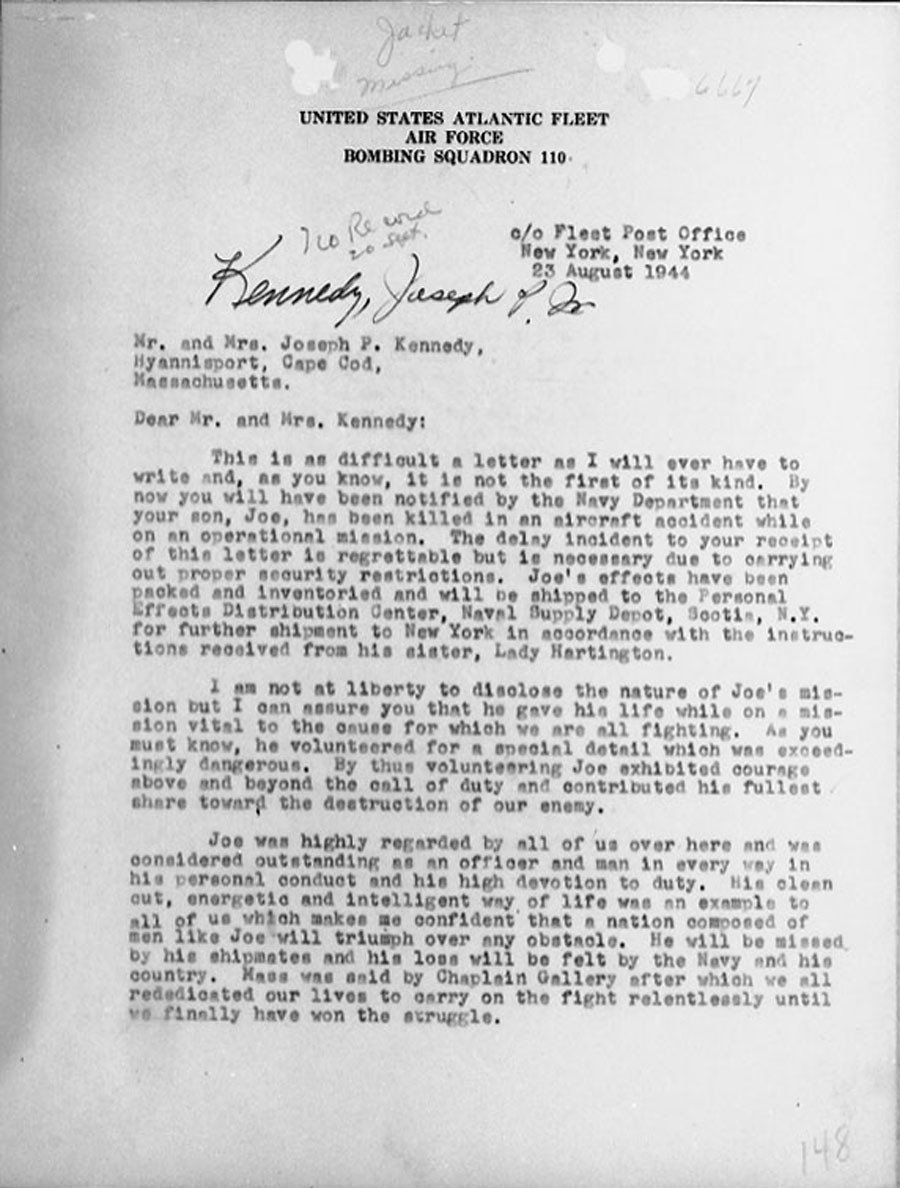 Jacket
Missing
6667
UNITED STATES ATLANTIC FLEET
AIR FORCE
BOMBING SQUADRON 110
No Record
20 Sept.
c/o Fleet Post Office
New York, New York
23 August 1944
Kennedy, Joseph P. Jr
Mr. and Mrs. Joseph P. Kennedy,
Hyannisport, Cape Cod,
Massachusetts.
Dear Mr. and Mrs. Kennedy:
This is as difficult a letter as I will ever have to
write and, as you know, it is not the first of its kind. By
now you will have been notified by the Navy Department that
your son, Joe, has been killed in an aircraft accident while
on an operational mission. The delay incident to your receipt
of this letter is regrettable but is necessary due to carrying
out proper security restrictions. Joe's effects have been
packed and inventoried and will be shipped to the Personal
Effects Distribution Center, Naval Supply Depot, Scotia, N.Y.
for further shipment to New York in accordance with the instruc-
tions received from his sister, Lady Hartington.
I am not at liberty to disclose the nature of Joe's mis-
sion but I can assure you that he gave his life while on a mis-
sion vital to the cause for which we are all fighting. As you
must know, he volunteered for a special detail which was exceed-
ingly dangerous. By thus volunteering Joe exhibited courage
above and beyond the call of duty and contributed his fullest
share toward the destruction of our enemy.
Joe was highly regarded by all of us over here and was
considered outstanding as an officer and man in every way in
his personal conduct and his high devotion to duty. His clean
cut, energetic and intelligent way of life was an example to
all of us which makes me confident that a nation composed of
men like Joe will triumph over any obstacle. He will be missed
by his shipmates and his loss will be felt by the Navy and his
country. Mass was said by Chaplain Gallery after which we all
rededicated our lives to carry on the fight relentlessly until
we finally have won the struggle.
148